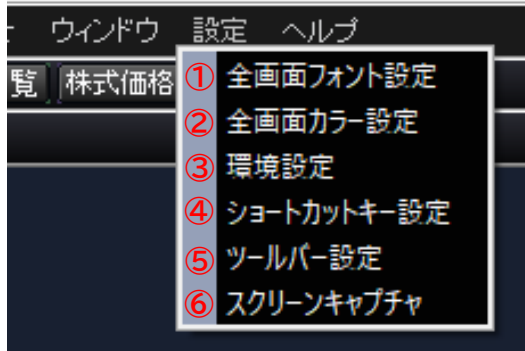 ウィンドウ 設定 ヘルプ
覧 株式価格
① 全画面フォント設定
② 全画面カラー設定
③ 環境設定
④ ショートカットキー設定
⑤ ツールバー設定
⑥ スクリーンキャプチャ